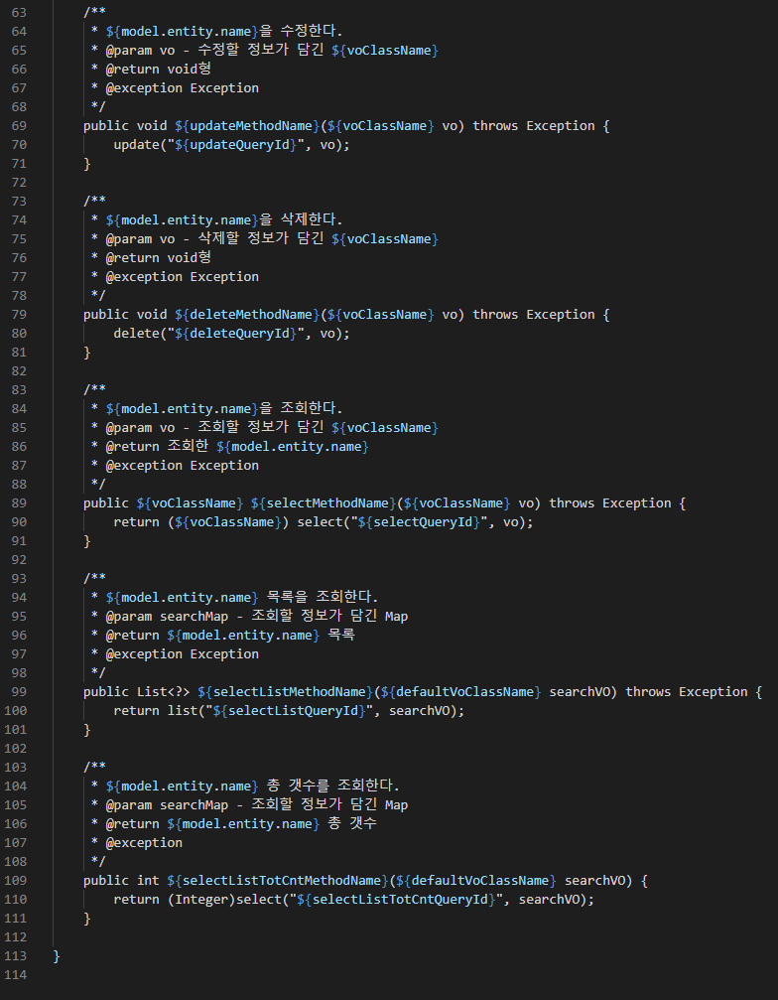 63 /**
64 * ${model.entity.name}을 수정한다.
65 * @param vo - 수정할 정보가 담긴 ${voClassName}
66 * @return void형
67 * @exception Exception
68 */
69 public void ${updateMethodName}(${voClassName} vo) throws Exception {
70 update("${updateQueryId}", vo);
71 }
72
73 /**
74 * ${model.entity.name}을 삭제한다.
75 * @param vo - 삭제할 정보가 담긴 ${voClassName}
76 * @return void형
77 * @exception Exception
78 */
79 public void ${deleteMethodName}(${voClassName} vo) throws Exception {
80 delete("${deleteQueryId}", vo);
81 }
82
83 /**
84 * ${model.entity.name}을 조회한다.
85 * @param vo - 조회할 정보가 담긴 ${voClassName}
86 * @return 조회한 ${model.entity.name}
87 * @exception Exception
88 */
89 public ${voClassName} ${selectMethodName}(${voClassName} vo) throws Exception {
90 return (${voClassName}) select("${selectQueryId}", vo);
91 }
92
93 /**
94 * ${model.entity.name} 목록을 조회한다.
95 * @param searchMap - 조회할 정보가 담긴 Map
96 * @return ${model.entity.name} 목록
97 * @exception Exception
98 */
99 public List<?> ${selectListMethodName}(${defaultVoClassName} searchVO) throws Exception {
100 return list("${selectListQueryId}", searchVO);
101 }
102
103 /**
104 * ${model.entity.name} 총 갯수를 조회한다.
105 * @param searchMap - 조회할 정보가 담긴 Map
106 * @return ${model.entity.name} 총 갯수
107 * @exception
108 */
109 public int ${selectListTotCntMethodName}(${defaultVoClassName} searchVO) {
110 return (Integer)select("${selectListTotCntQueryId}", searchVO);
111 }
112
113 }
114